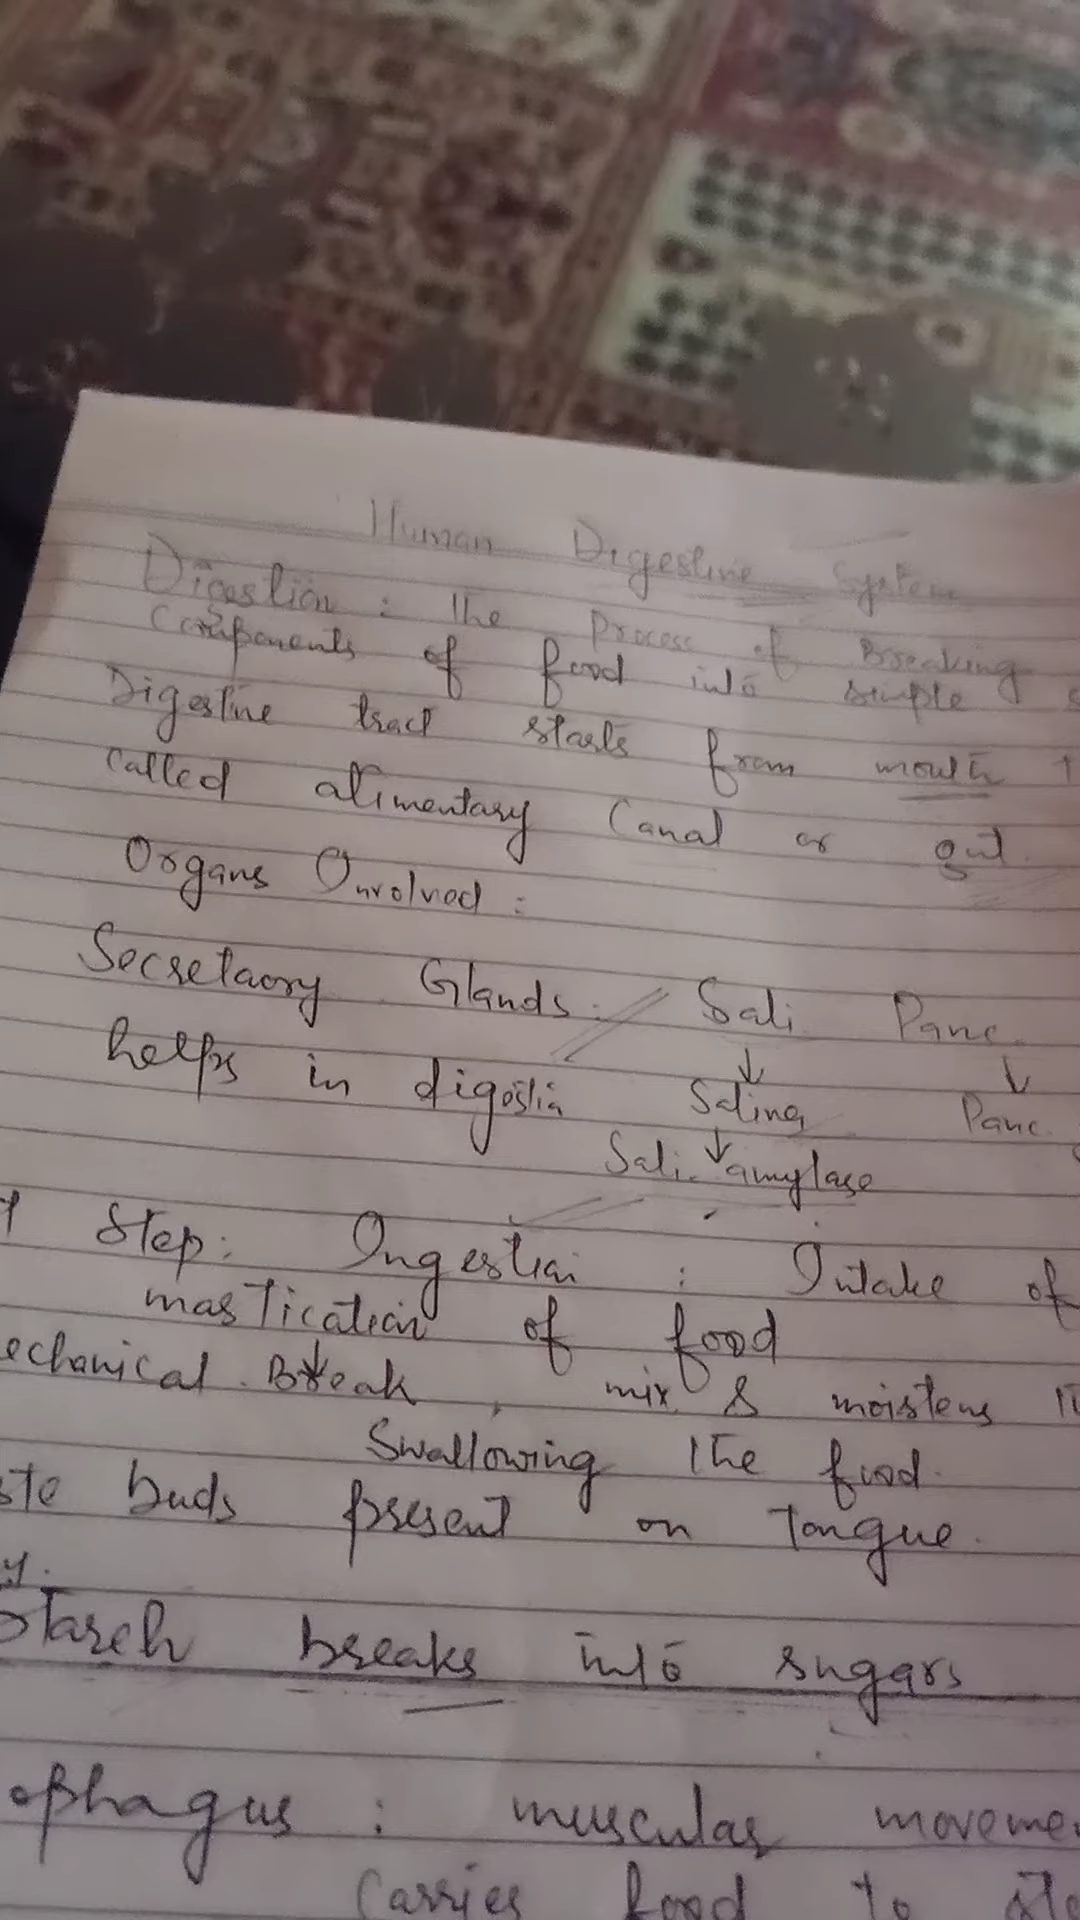 Human Digestive System
Digestion : The Process of Breaking
Components of food into simple
Digestive tract starts from mouth
called alimentary Canal or gut
Organs Involved :
Secretaory Glands : Sali Panc.
helps in digestion Saliva Panc.
Sali. amylase
Step: Ingestion : Intake of
mastication of food
echanical Break, mix & moistens
Swallowing the food.
ste buds present on Tongue.
y.
Starch breaks into sugars
ophagus : muscular moveme
Carries food to